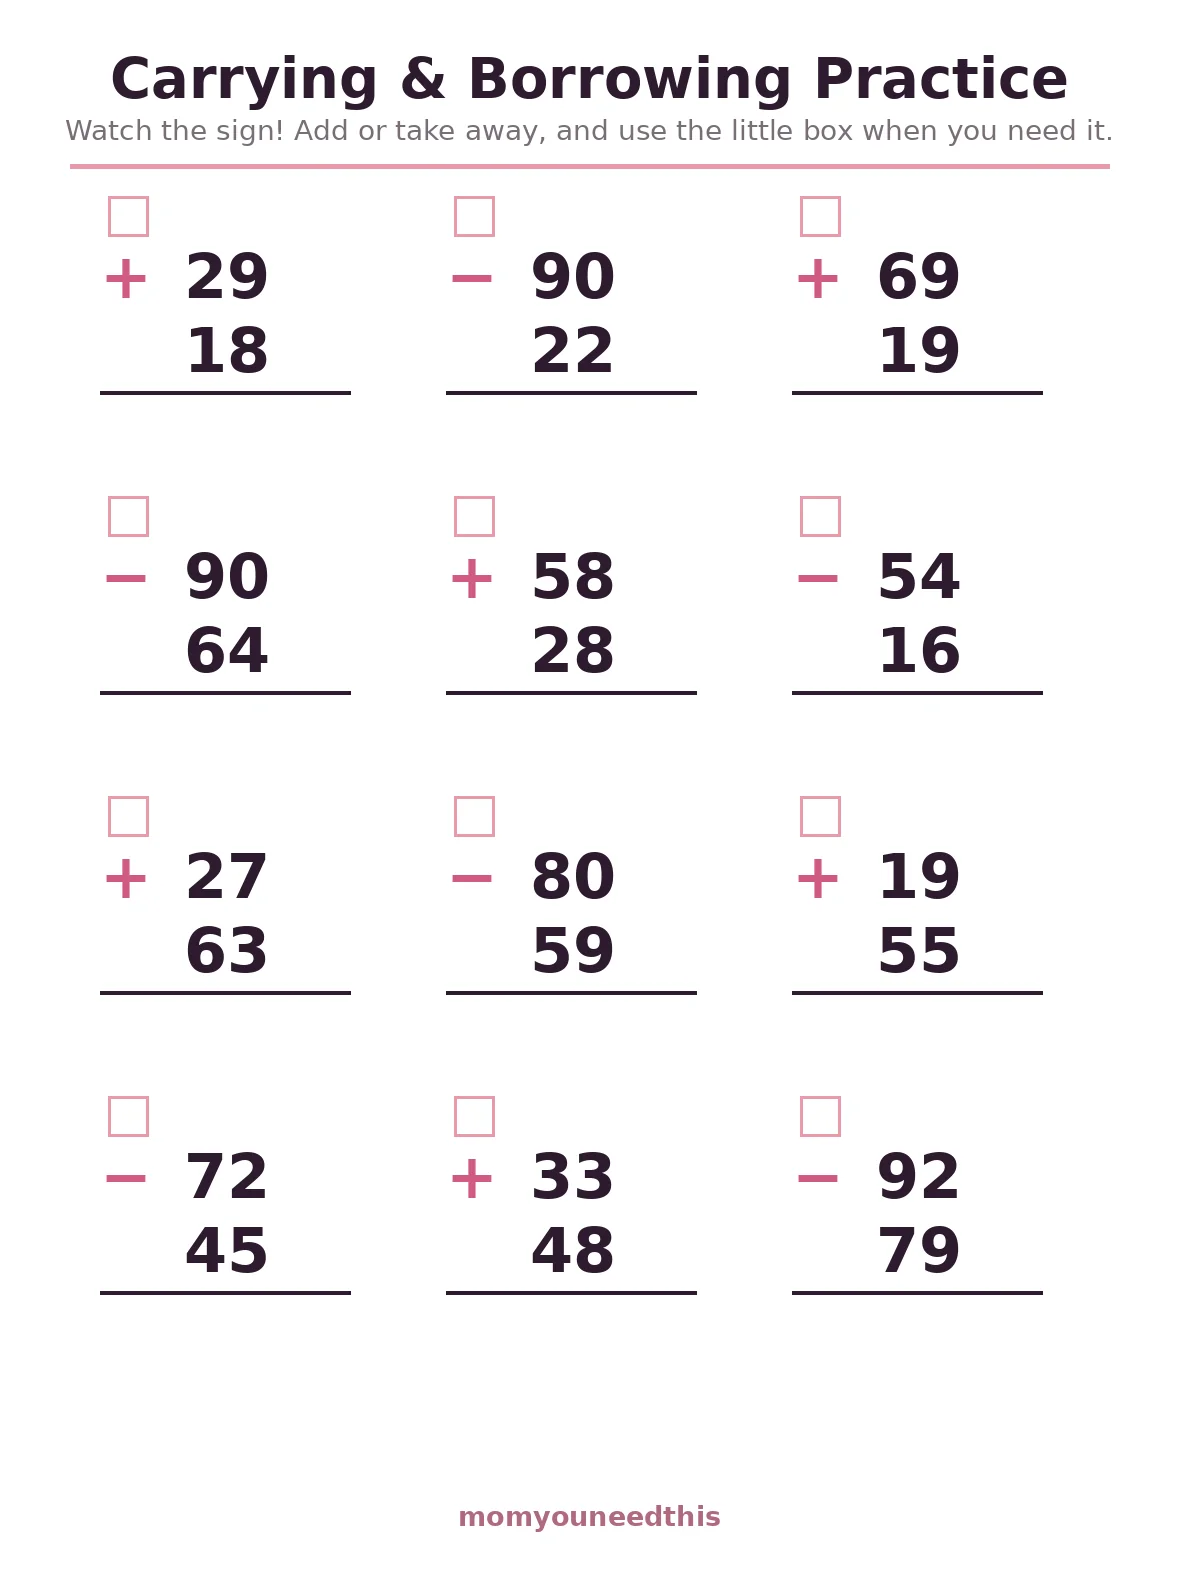 Carrying & Borrowing Practice
Watch the sign! Add or take away, and use the little box when you need it.
+ 29 − 90 + 69
18 22 19
− 90 + 58 − 54
64 28 16
+ 27 − 80 + 19
63 59 55
− 72 + 33 − 92
45 48 79
momyouneedthis